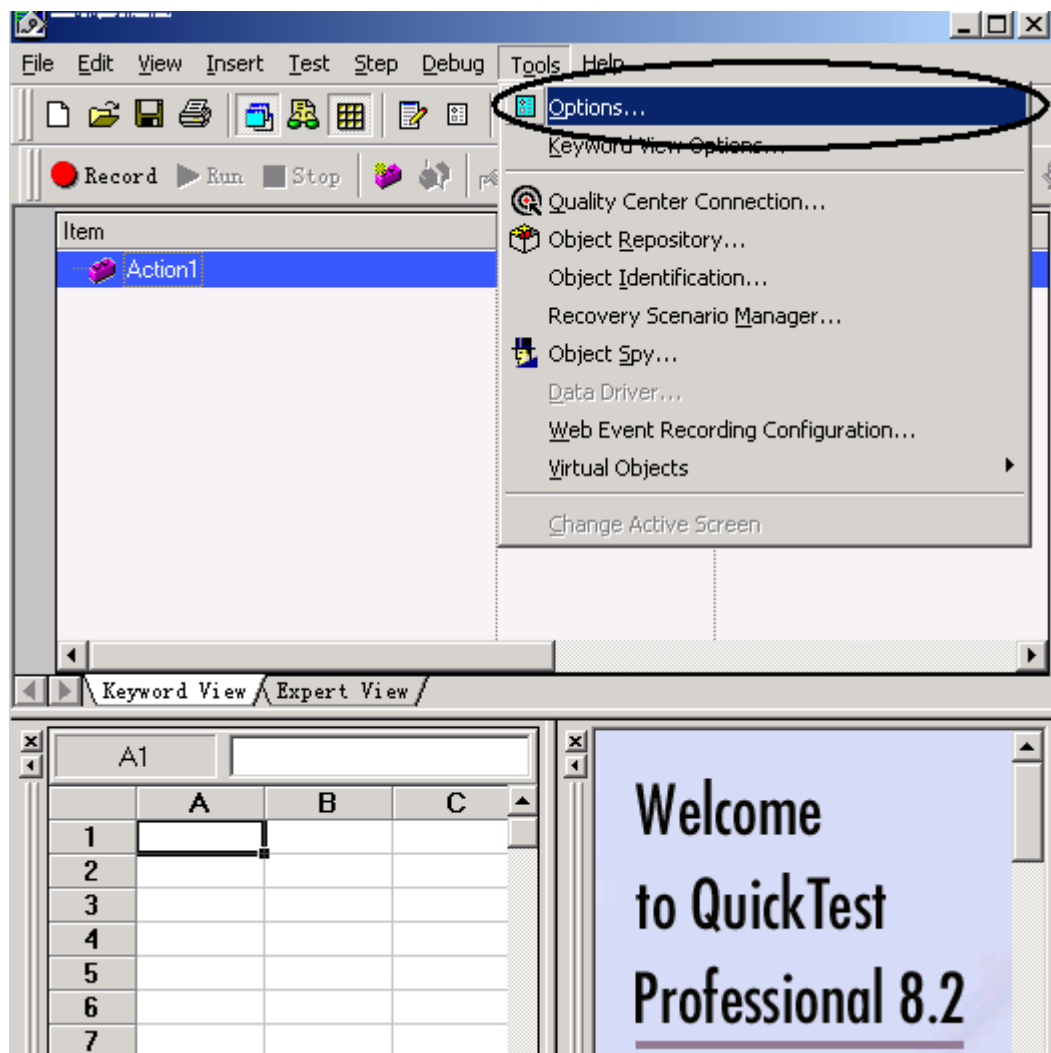 File Edit View Insert Test Step Debug Tools Help
Options...
Keyword View Options...
Record Run Stop
Quality Center Connection...
Object Repository...
Object Identification...
Recovery Scenario Manager...
Object Spy...
Data Driver...
Web Event Recording Configuration...
Virtual Objects
Change Active Screen
Item
Action1
Keyword View Expert View
A1
A B C
1
2
3
4
5
6
7
Welcome
to QuickTest
Professional 8.2